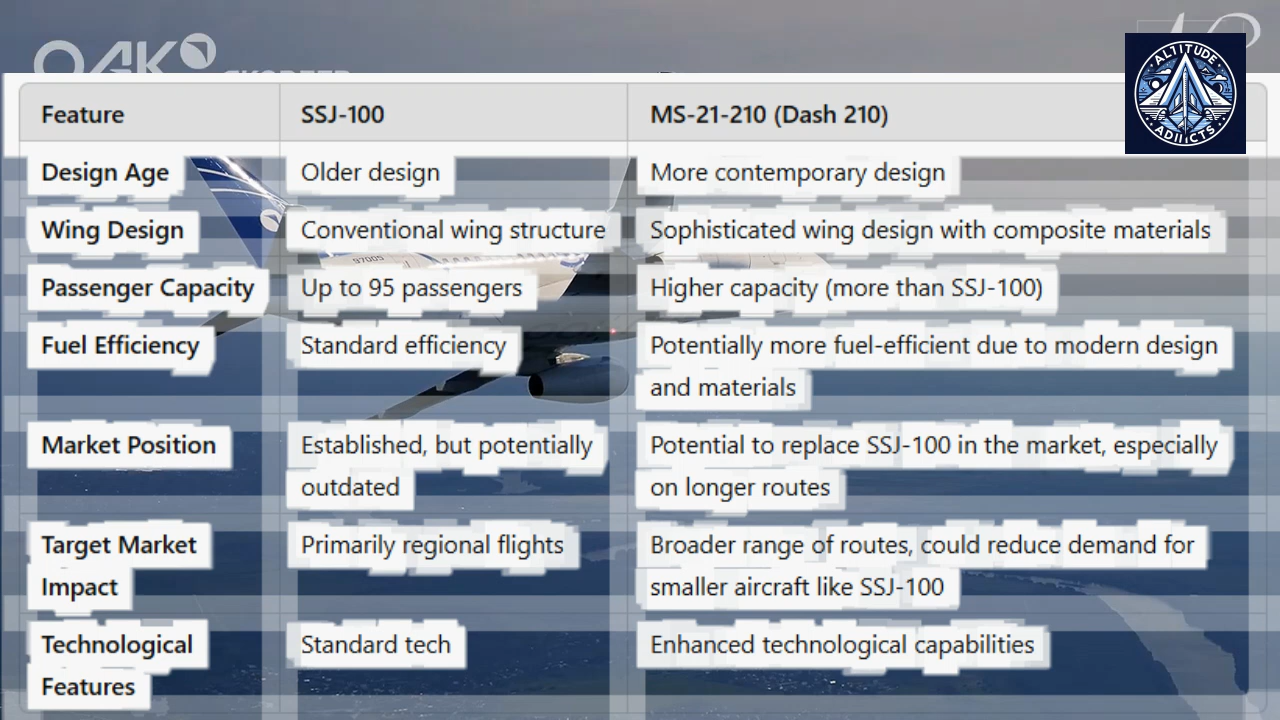 OAK
ALTITUDE
ADIICTS
Feature SSJ-100 MS-21-210 (Dash 210)
Design Age Older design More contemporary design
Wing Design Conventional wing structure Sophisticated wing design with composite materials
97005
Passenger Capacity Up to 95 passengers Higher capacity (more than SSJ-100)
Fuel Efficiency Standard efficiency Potentially more fuel-efficient due to modern design
and materials
Market Position Established, but potentially Potential to replace SSJ-100 in the market, especially
outdated on longer routes
Target Market Primarily regional flights Broader range of routes, could reduce demand for
Impact smaller aircraft like SSJ-100
Technological Standard tech Enhanced technological capabilities
Features